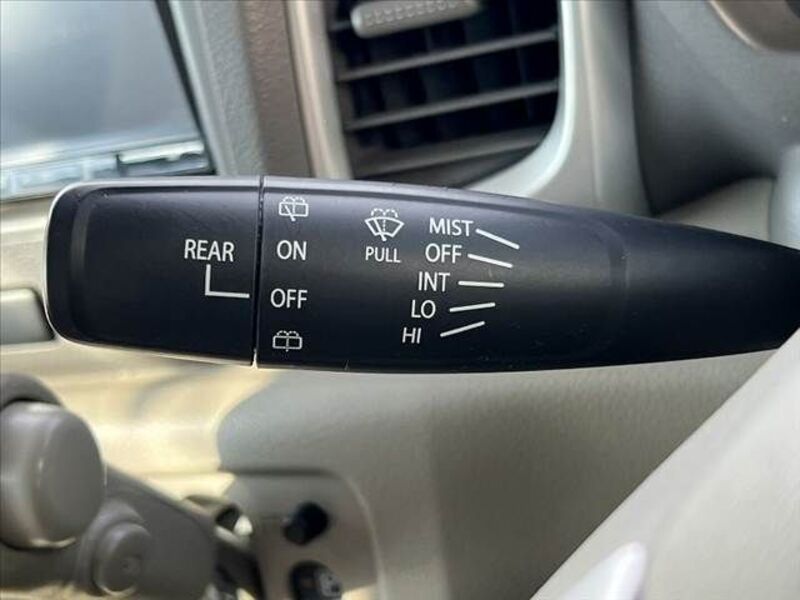 REAR
ON
OFF
PULL
MIST
OFF
INT
LO
HI